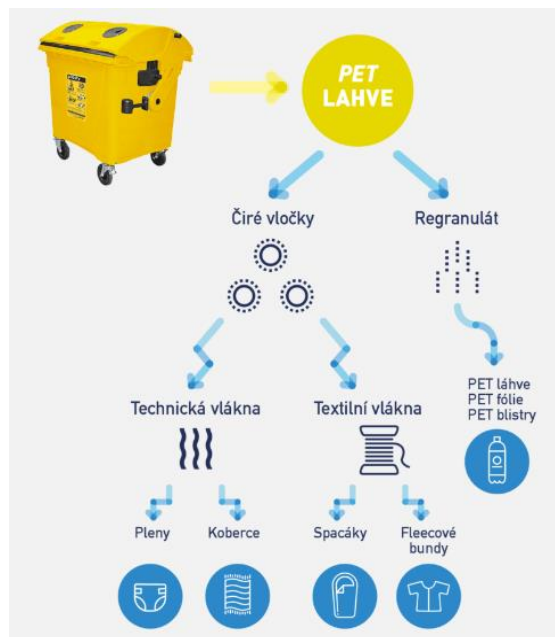 PET
LAHVE
Čiré vločky
Regranulát
PET láhve
PET fólie
PET blistry
Technická vlákna
Textilní vlákna
Pleny
Koberce
Spacáky
Fleecové
bundy